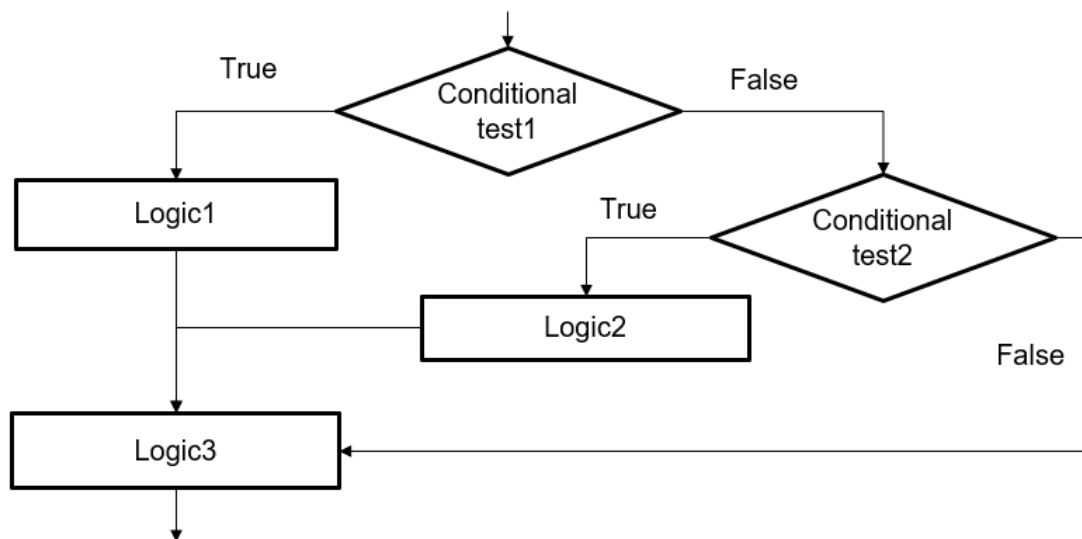 True
Conditional
test1
False
Logic1
True
Conditional
test2
Logic2
False
Logic3